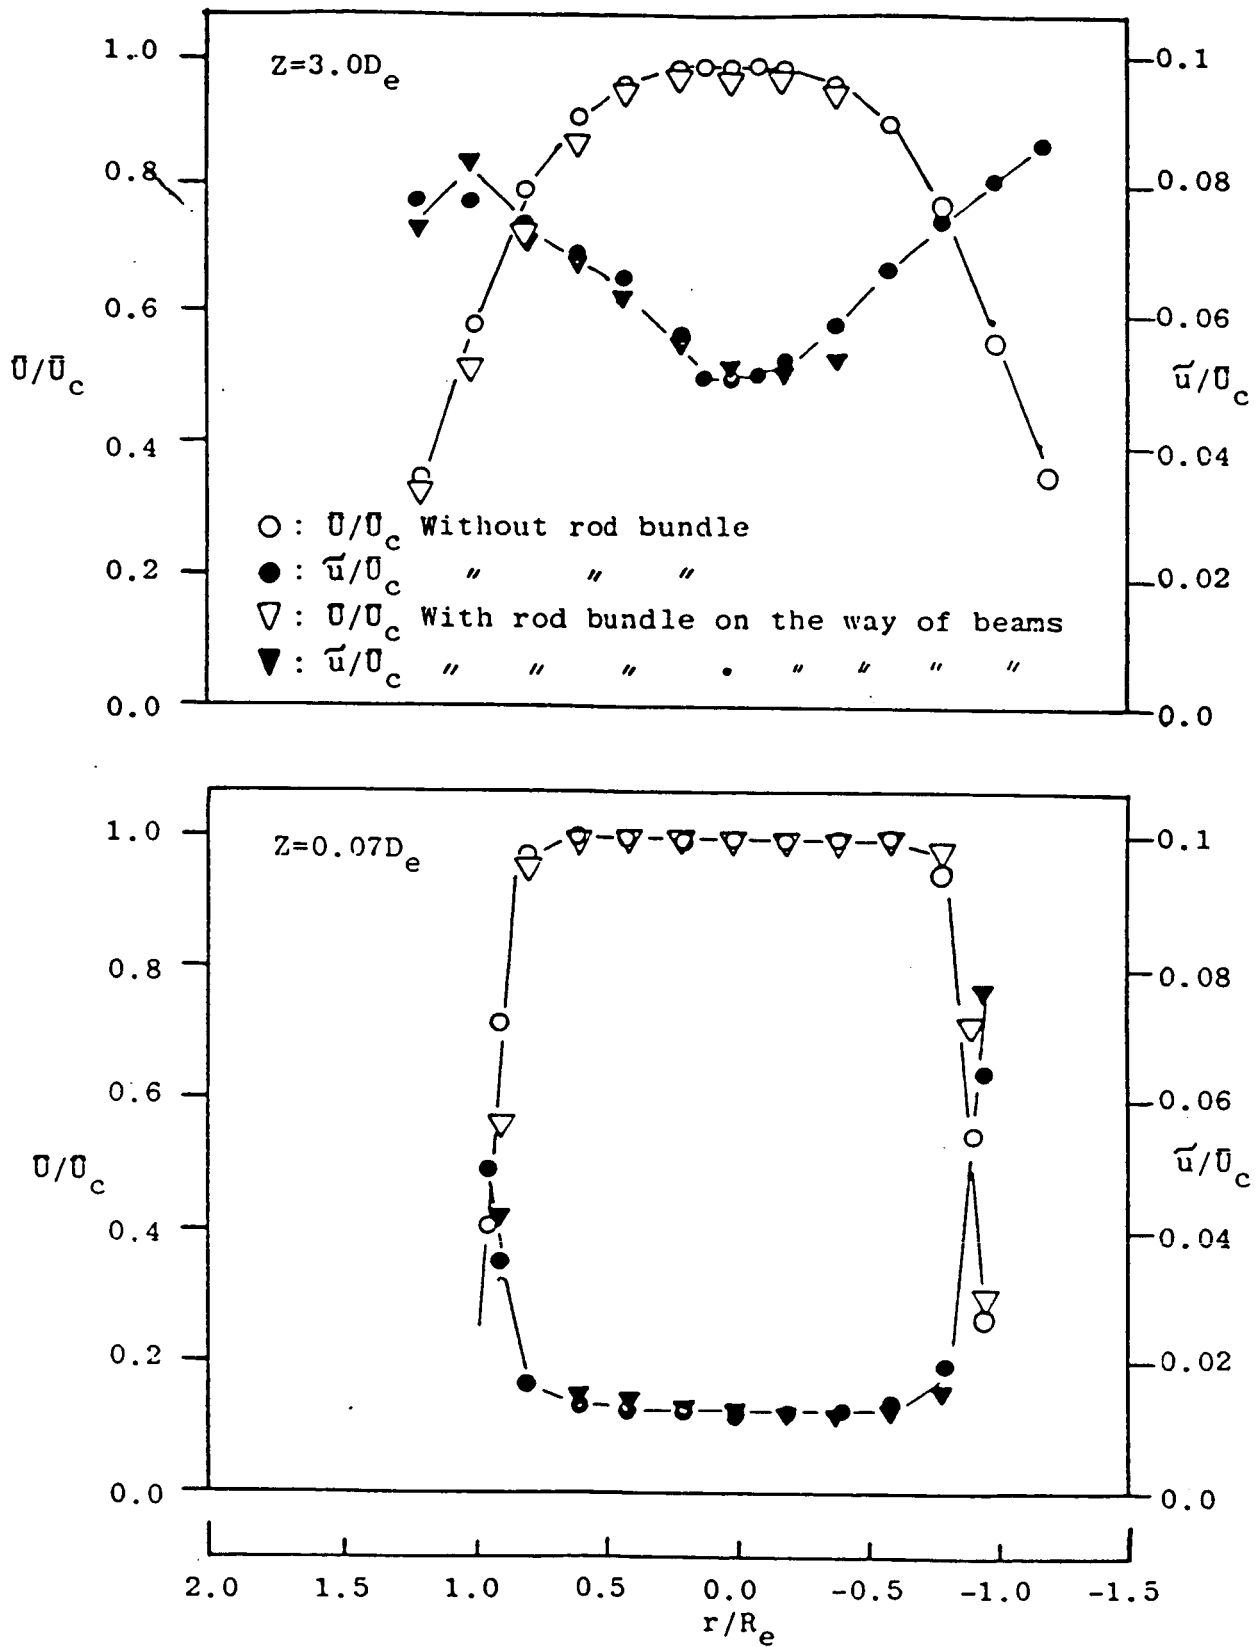 Z=3.0De
1.0
0.8
0.6
0.4
0.2
0.0
Ū/Ūc
0.1
0.08
0.06
0.04
0.02
0.0
ũ/Ūc
○ : Ū/Ūc Without rod bundle
● : ũ/Ūc " " "
▽ : Ū/Ūc With rod bundle on the way of beams
▼ : ũ/Ūc " " " • " " " "
Z=0.07De
1.0
0.8
0.6
0.4
0.2
0.0
Ū/Ūc
0.1
0.08
0.06
0.04
0.02
0.0
ũ/Ūc
2.0 1.5 1.0 0.5 0.0 -0.5 -1.0 -1.5
r/Re